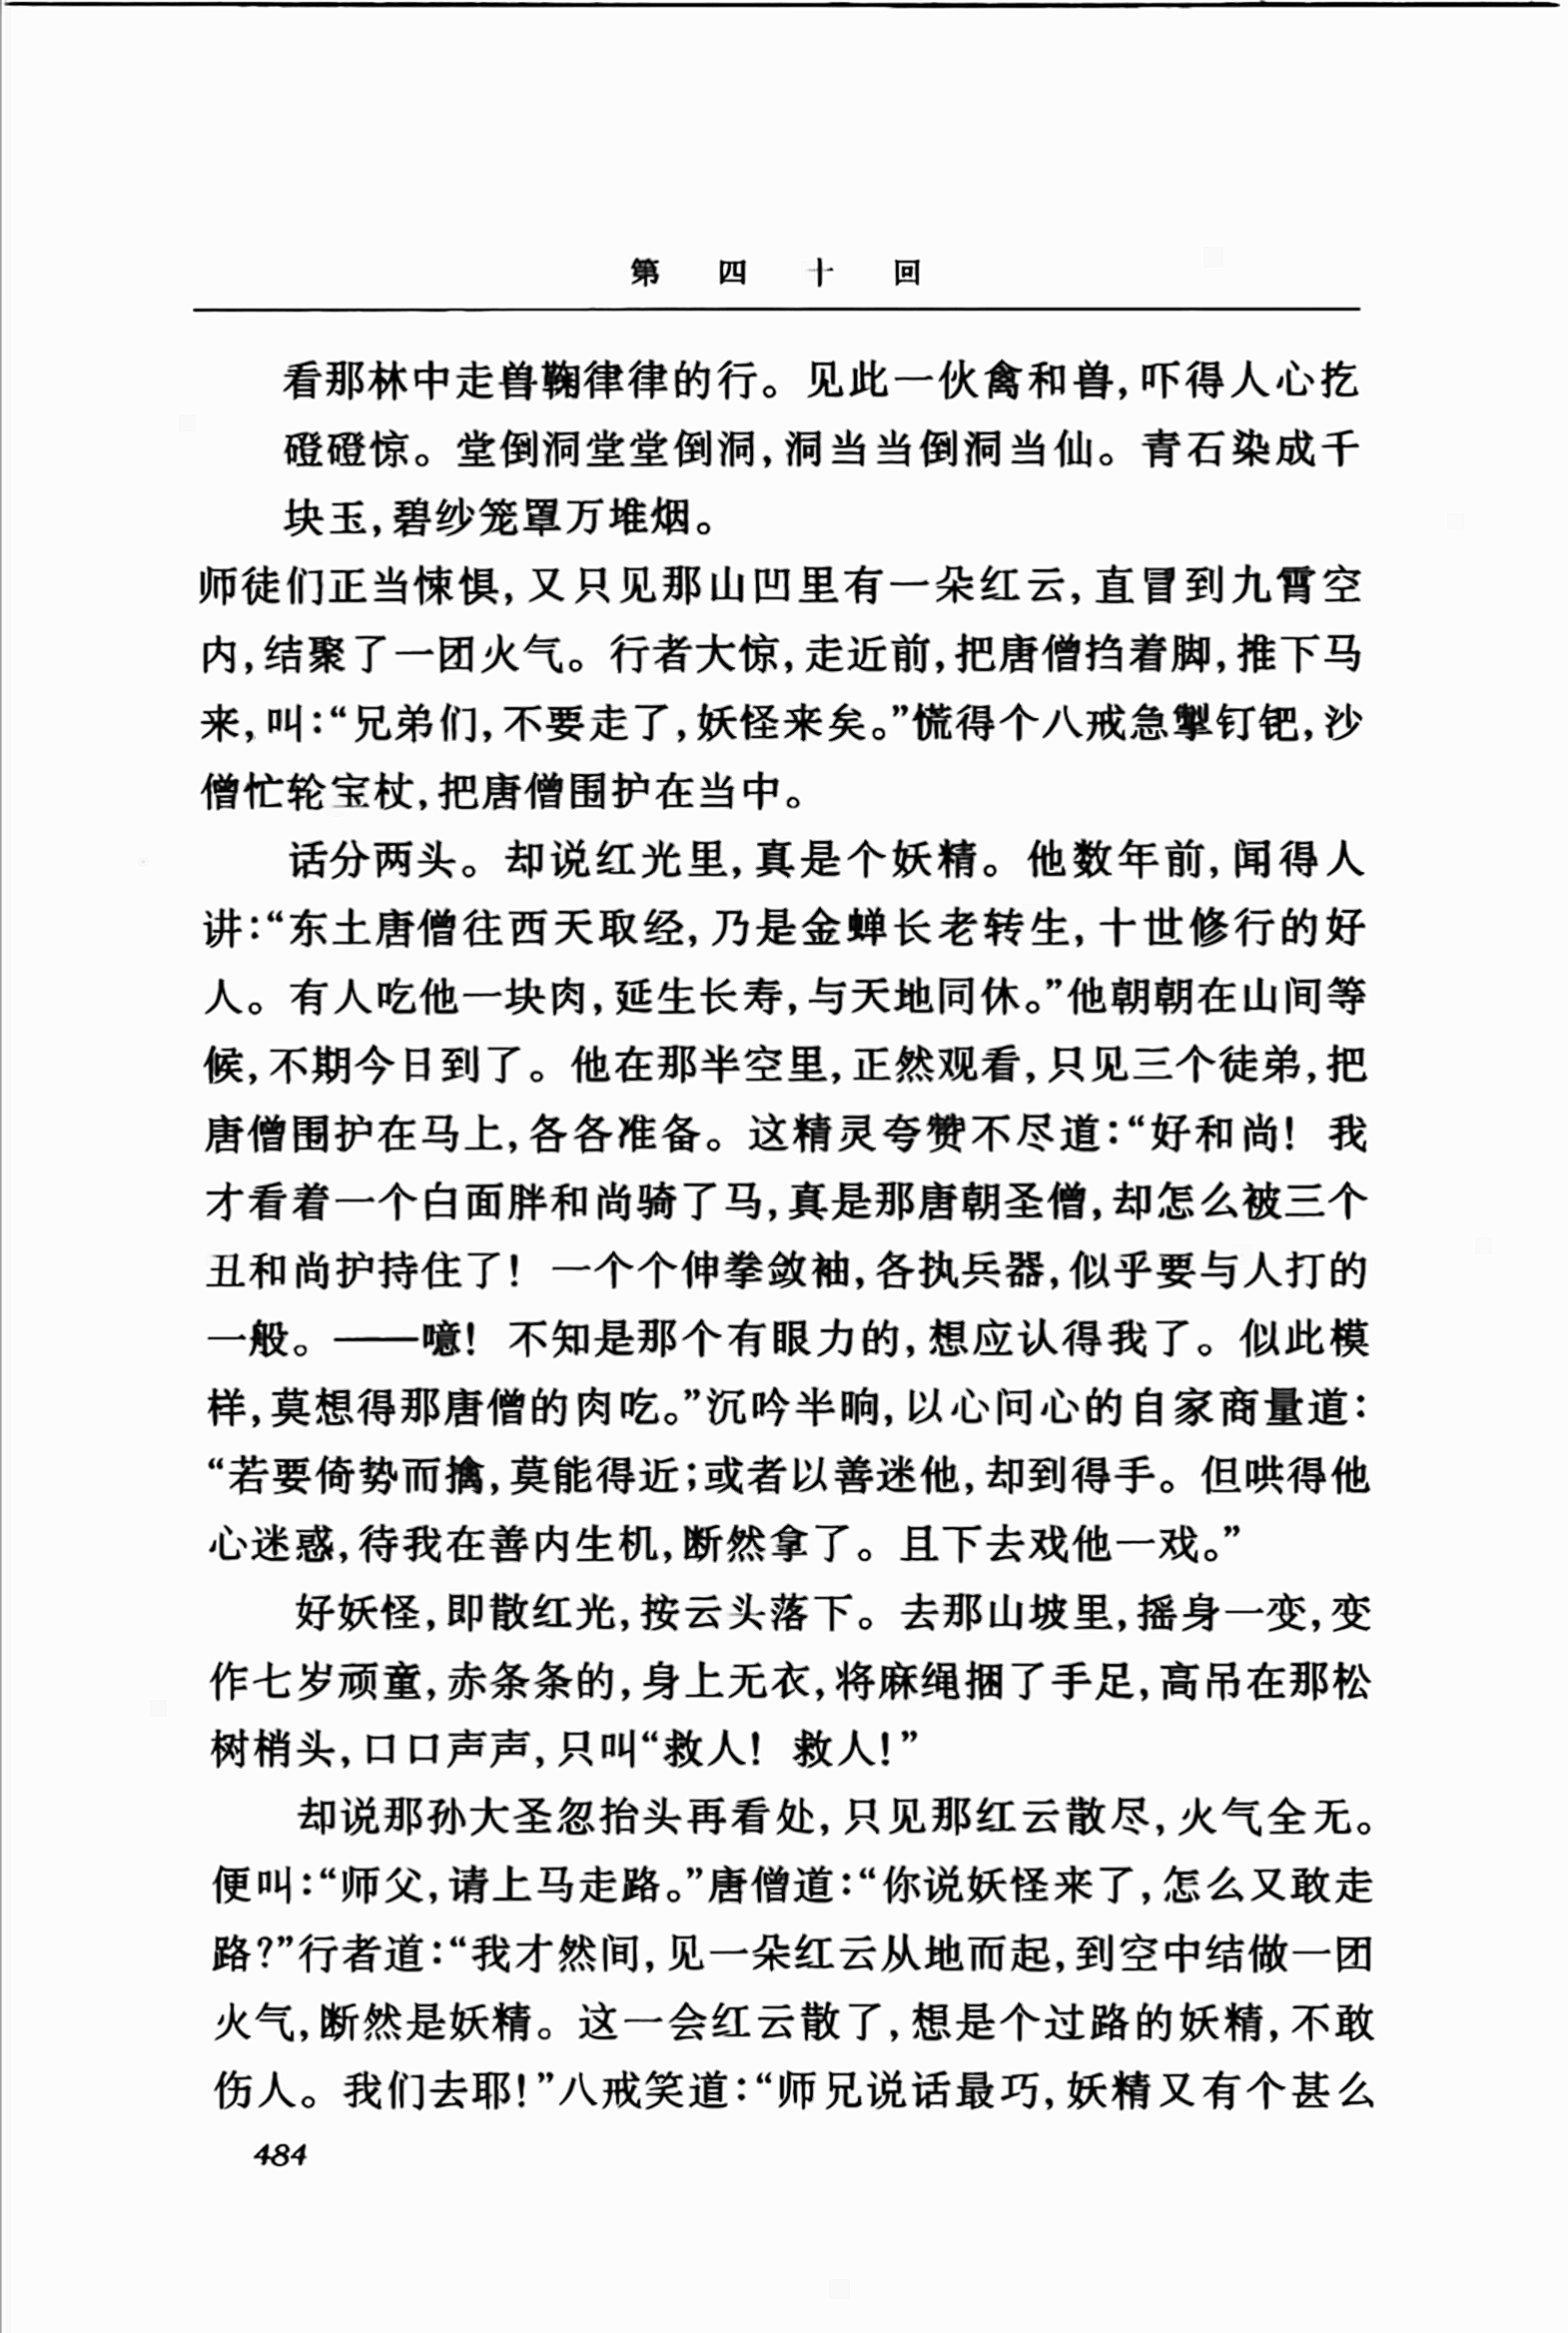 第四十回
看那林中走兽鞠律律的行。见此一伙禽和兽,吓得人心扢
磴磴惊。堂倒洞堂堂倒洞,洞当当倒洞当仙。青石染成千
块玉,碧纱笼罩万堆烟。
师徒们正当悚惧,又只见那山凹里有一朵红云,直冒到九霄空
内,结聚了一团火气。行者大惊,走近前,把唐僧挡着脚,推下马
来,叫:“兄弟们,不要走了,妖怪来矣。”慌得个八戒急掣钉钯,沙
僧忙轮宝杖,把唐僧围护在当中。
话分两头。却说红光里,真是个妖精。他数年前,闻得人
讲:“东土唐僧往西天取经,乃是金蝉长老转生,十世修行的好
人。有人吃他一块肉,延生长寿,与天地同休。”他朝朝在山间等
候,不期今日到了。他在那半空里,正然观看,只见三个徒弟,把
唐僧围护在马上,各各准备。这精灵夸赞不尽道:“好和尚! 我
才看着一个白面胖和尚骑了马,真是那唐朝圣僧,却怎么被三个
丑和尚护持住了! 一个个伸拳敛袖,各执兵器,似乎要与人打的
一般。——噫! 不知是那个有眼力的,想应认得我了。似此模
样,莫想得那唐僧的肉吃。”沉吟半晌,以心问心的自家商量道:
“若要倚势而擒,莫能得近;或者以善迷他,却到得手。但哄得他
心迷惑,待我在善内生机,断然拿了。且下去戏他一戏。”
好妖怪,即散红光,按云头落下。去那山坡里,摇身一变,变
作七岁顽童,赤条条的,身上无衣,将麻绳捆了手足,高吊在那松
树梢头,口口声声,只叫“救人! 救人!”
却说那孙大圣忽抬头再看处,只见那红云散尽,火气全无。
便叫:“师父,请上马走路。”唐僧道:“你说妖怪来了,怎么又敢走
路?”行者道:“我才然间,见一朵红云从地而起,到空中结做一团
火气,断然是妖精。这一会红云散了,想是个过路的妖精,不敢
伤人。我们去耶!”八戒笑道:“师兄说话最巧,妖精又有个甚么
484